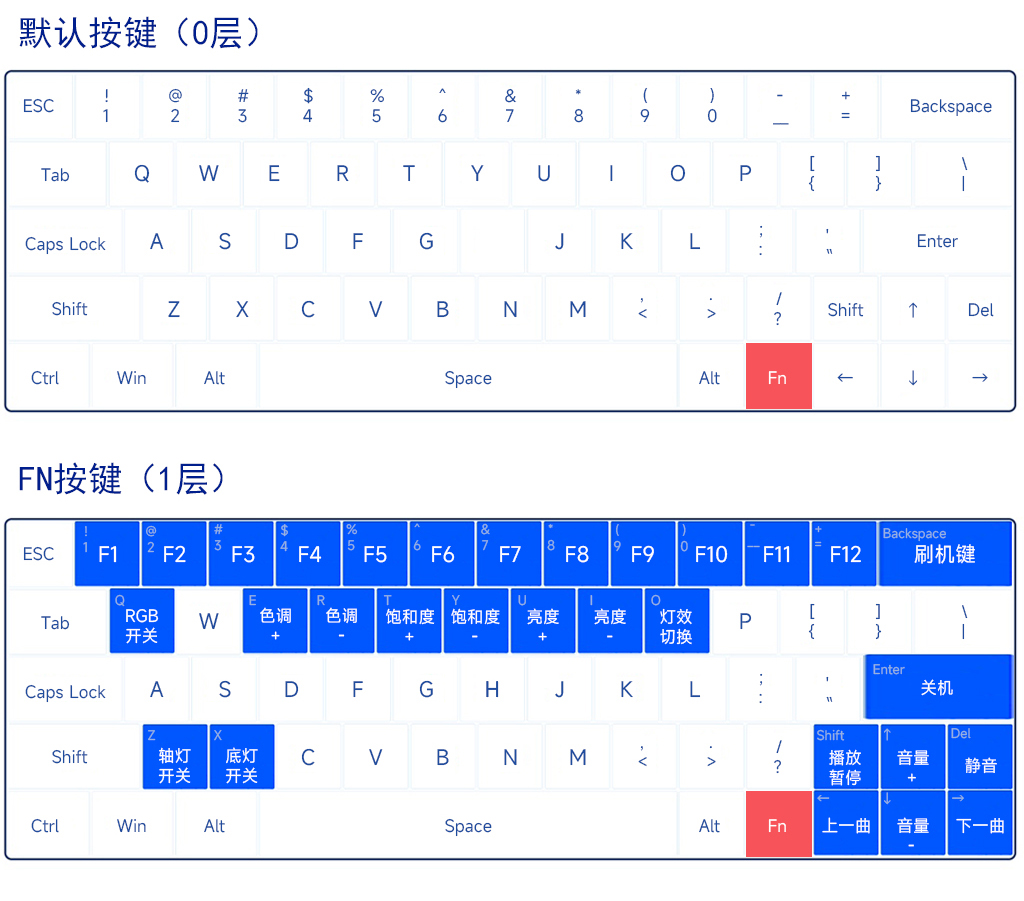 默认按键（0层）
ESC ! 1 @ 2 # 3 $ 4 % 5 ^ 6 & 7 * 8 ( 9 ) 0 - __ + = Backspace
Tab Q W E R T Y U I O P [ { ] } \ |
Caps Lock A S D F G J K L ; : ' " Enter
Shift Z X C V B N M , < . > / ? Shift ↑ Del
Ctrl Win Alt Space Alt Fn ← ↓ →
FN按键（1层）
ESC ! 1 F1 @ 2 F2 # 3 F3 $ 4 F4 % 5 F5 ^ 6 F6 & 7 F7 * 8 F8 ( 9 F9 ) 0 F10 - __ F11 + = F12 Backspace 刷机键
Tab Q RGB 开关 W E 色调 + R 色调 - T 饱和度 + Y 饱和度 - U 亮度 + I 亮度 - O 灯效 切换 P [ { ] } \ |
Caps Lock A S D F G H J K L ; : ' " Enter 关机
Shift Z 轴灯 开关 X 底灯 开关 C V B N M , < . > / ? Shift 播放 暂停 ↑ 音量 + Del 静音
Ctrl Win Alt Space Alt Fn ← 上一曲 ↓ 音量 - → 下一曲